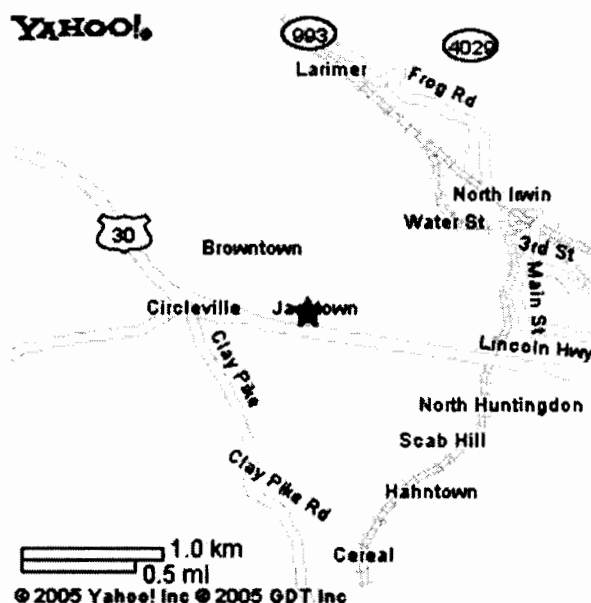 YAHOO!
993
4029
Larimer
Frog Rd
North Irwin
Water St
3rd St
30
Browntown
Main St
Circleville
Lincoln Hwy
Clay Pike
North Huntingdon
Scab Hill
Clay Pike Rd
Hahntown
1.0 km
Cereal
0.5 mi
© 2005 Yahoo! Inc © 2005 GDT, Inc